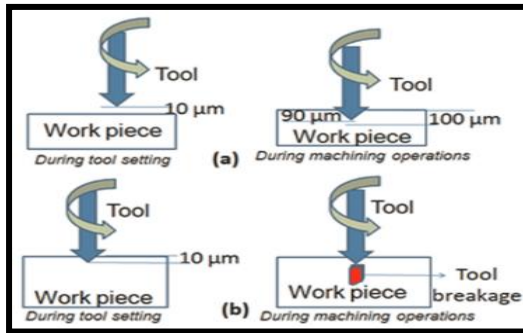 Tool
10 μm
Work piece
During tool setting
Tool
90 μm
100 μm
Work piece
During machining operations
(a)
Tool
10 μm
Work piece
During tool setting
Tool
Tool
breakage
Work piece
During machining operations
(b)